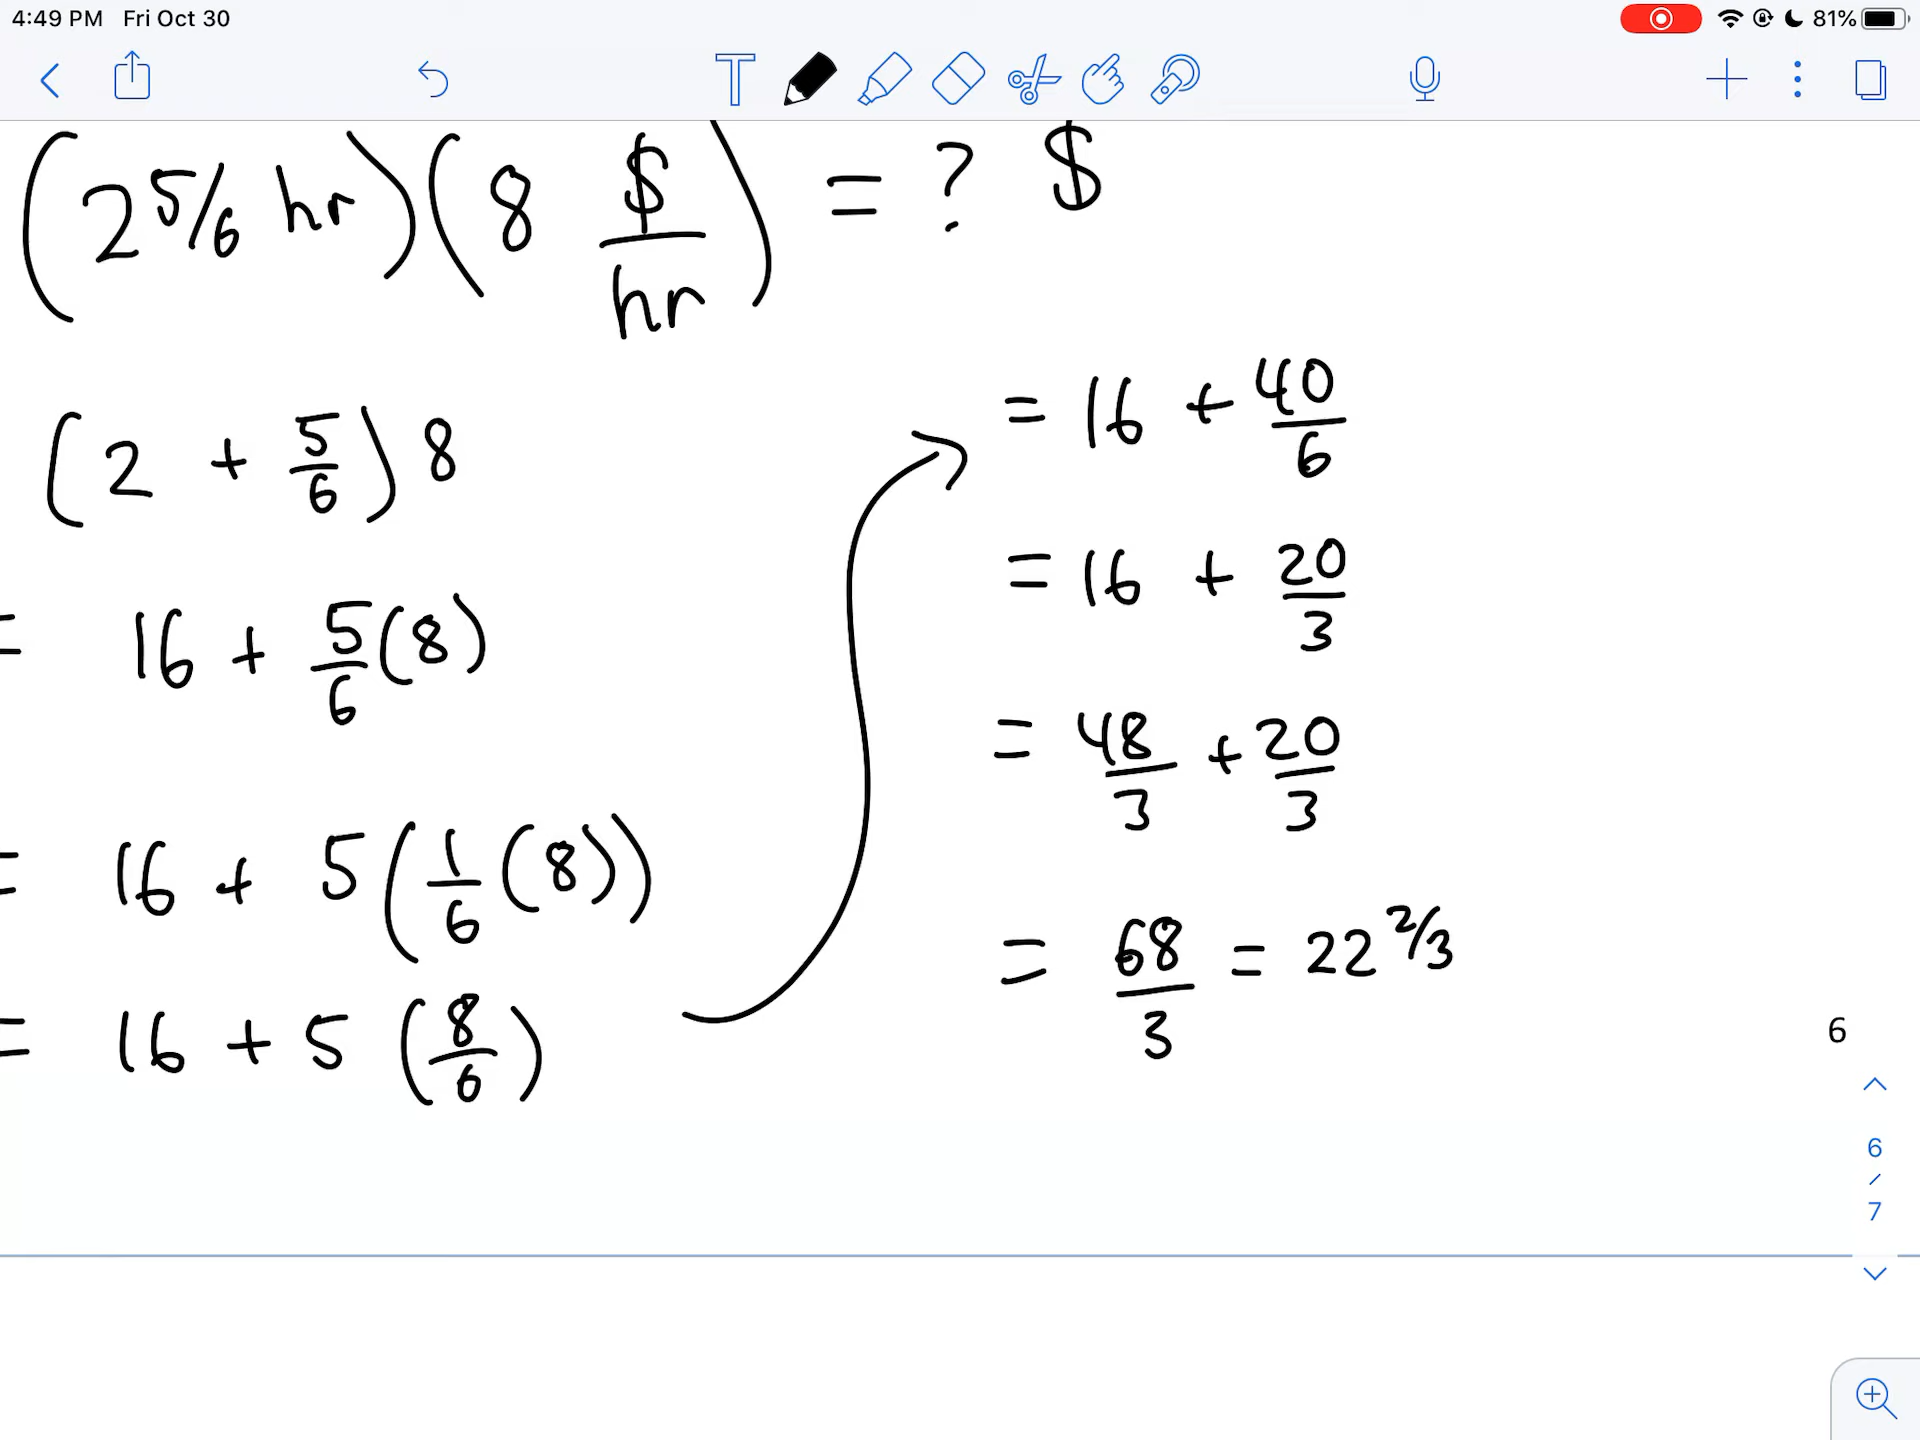 4:49 PM Fri Oct 30 81%
(2 5/6 hr)(8 $/hr) = ? $
(2 + 5/6) 8
= 16 + 5/6(8)
= 16 + 5(1/6(8))
= 16 + 5(8/6)
= 16 + 40/6
= 16 + 20/3
= 48/3 + 20/3
= 68/3 = 22 2/3
6
6
/
7